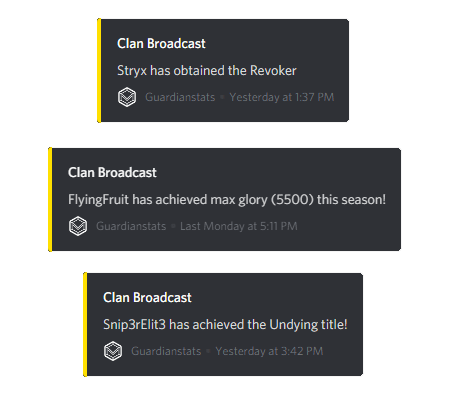 Clan Broadcast
Stryx has obtained the Revoker
Guardianstats • Yesterday at 1:37 PM
Clan Broadcast
FlyingFruit has achieved max glory (5500) this season!
Guardianstats • Last Monday at 5:11 PM
Clan Broadcast
Snip3rElit3 has achieved the Undying title!
Guardianstats • Yesterday at 3:42 PM